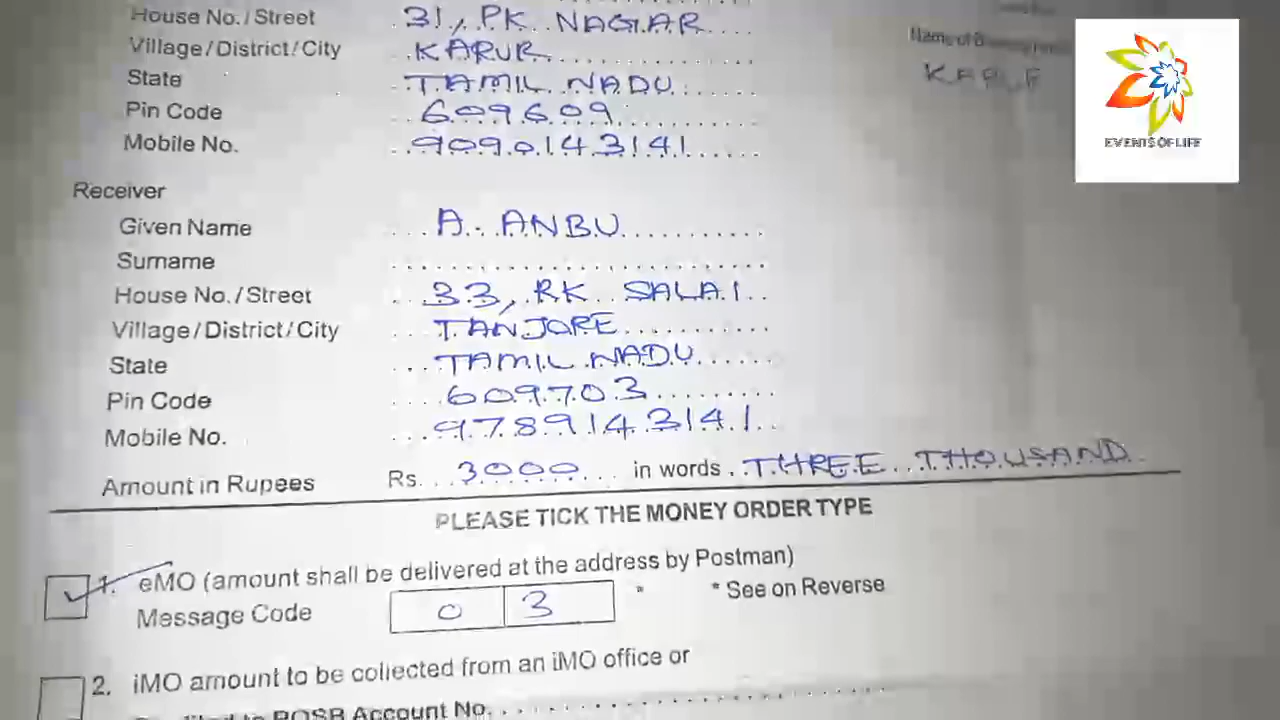 House No./Street 31, PK NAGAR
Village/District/City KARUR
State TAMIL NADU
Pin Code 609609
Mobile No. 9090143141
Name of
KARUR
EVENTS OF LIFE
Receiver
Given Name A. ANBU
Surname
House No./Street 33, RK SALAI
Village/District/City TANJORE
State TAMIL NADU
Pin Code 609703
Mobile No. 9789143141
Amount in Rupees Rs. 3000 in words THREE THOUSAND
PLEASE TICK THE MONEY ORDER TYPE
1. eMO (amount shall be delivered at the address by Postman)
Message Code 0 3 * * See on Reverse
2. iMO amount to be collected from an iMO office or
POSB Account No.